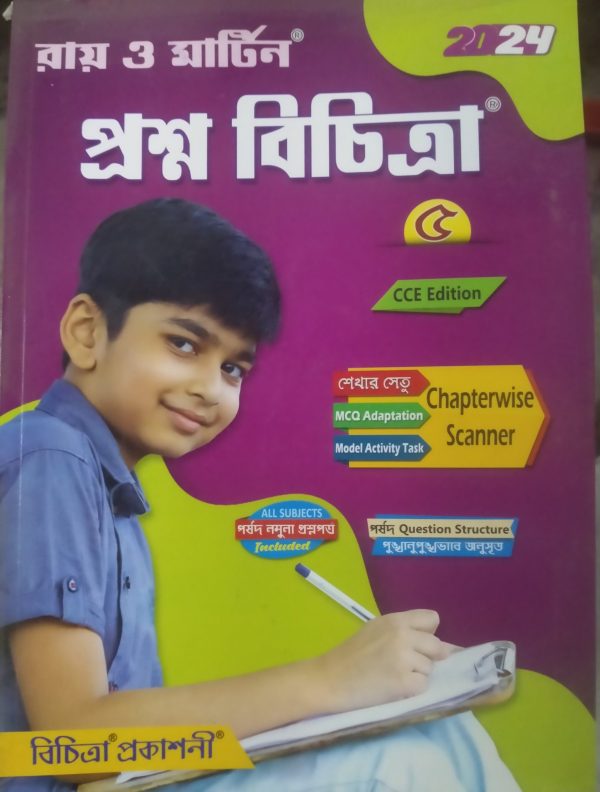 রায় ও মার্টিন®
2024
প্রশ্ন বিচিত্রা®
৫
CCE Edition
শেখার সেতু
MCQ Adaptation
Model Activity Task
Chapterwise
Scanner
ALL SUBJECTS
পর্ষদ নমুনা প্রশ্নপত্র
Included
পর্ষদ Question Structure
পুঙ্খানুপুঙ্খভাবে অনুসৃত
বিচিত্রা® প্রকাশনী®